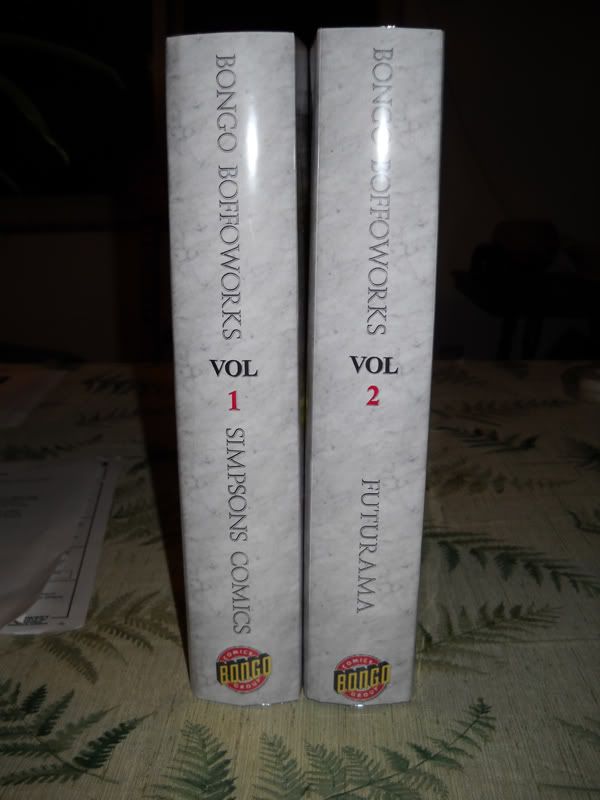 BONGO BOFFOWORKS
VOL
1
SIMPSONS COMICS
COMICS
BONGO
GROUP
BONGO BOFFOWORKS
VOL
2
FUTURAMA
COMICS
BONGO
GROUP